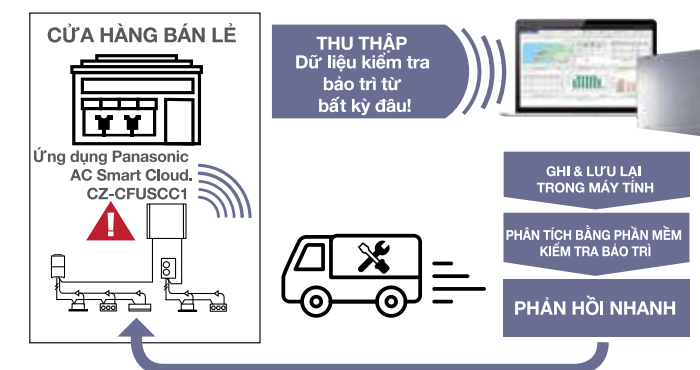 CỬA HÀNG BÁN LẺ
Ứng dụng Panasonic
AC Smart Cloud.
CZ-CFUSCC1
THU THẬP
Dữ liệu kiểm tra
bảo trì từ
bất kỳ đâu!
GHI & LƯU LẠI
TRONG MÁY TÍNH
PHÂN TÍCH BẰNG PHẦN MỀM
KIỂM TRA BẢO TRÌ
PHẢN HỒI NHANH